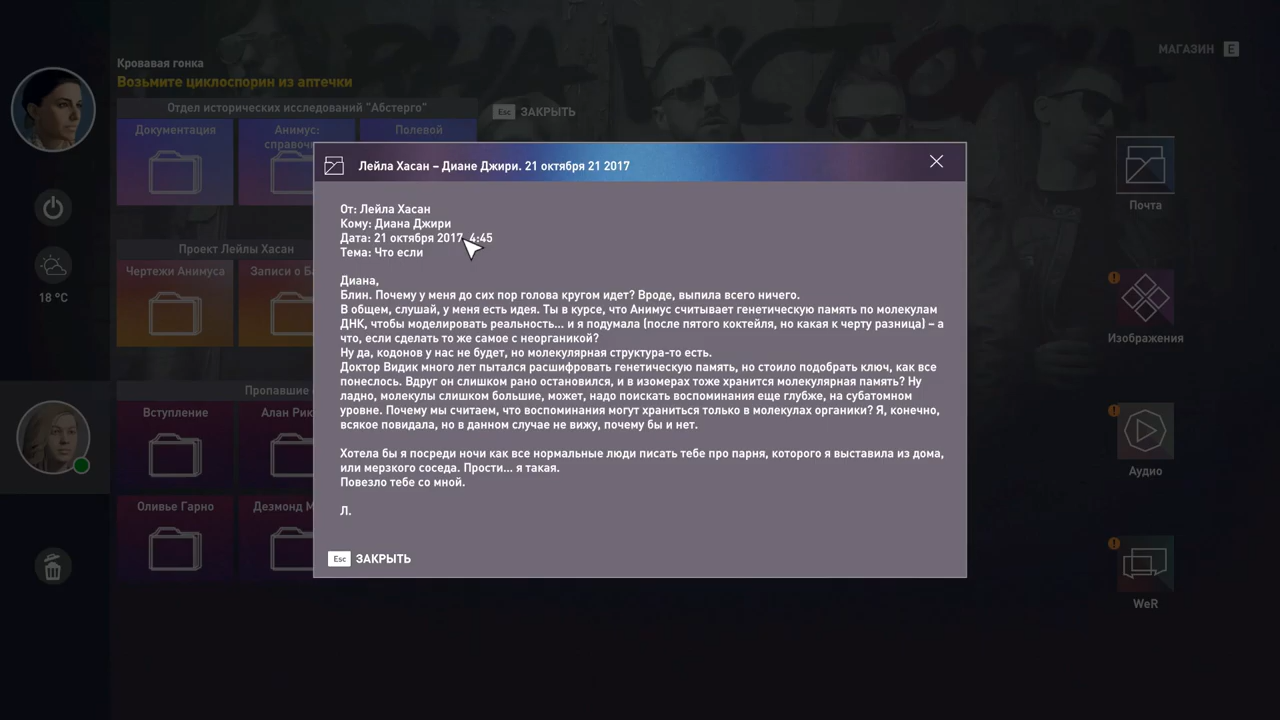 Кровавая гонка
Возьмите циклоспорин из аптечки
МАГАЗИН E
Отдел исторических исследований "Абстерго"
Esc ЗАКРЫТЬ
Документация
Анимус:
Полевой
Лейла Хасан – Диане Джири. 21 октября 21 2017
От: Лейла Хасан
Кому: Диана Джири
Дата: 21 октября 2017, 4:45
Тема: Что если
Диана,
Блин. Почему у меня до сих пор голова кругом идет? Вроде, выпила всего ничего.
В общем, слушай, у меня есть идея. Ты в курсе, что Анимус считывает генетическую память по молекулам
ДНК, чтобы моделировать реальность... и я подумала (после пятого коктейля, но какая к черту разница) – а
что, если сделать то же самое с неорганикой?
Ну да, кодонов у нас не будет, но молекулярная структура-то есть.
Доктор Видик много лет пытался расшифровать генетическую память, но стоило подобрать ключ, как все
понеслось. Вдруг он слишком рано остановился, и в изомерах тоже хранится молекулярная память? Ну
ладно, молекулы слишком большие, может, надо поискать воспоминания еще глубже, на субатомном
уровне. Почему мы считаем, что воспоминания могут храниться только в молекулах органики? Я, конечно,
всякое повидала, но в данном случае не вижу, почему бы и нет.
Хотела бы я посреди ночи как все нормальные люди писать тебе про парня, которого я выставила из дома,
или мерзкого соседа. Прости... я такая.
Повезло тебе со мной.
Л.
Esc ЗАКРЫТЬ
18 °C
Проект Лейлы Хасан
Чертежи Анимуса
Записи о Б
Пропавшие
Вступление
Алан Рик
Оливье Гарно
Дезмонд М
Почта
Изображения
Аудио
WeR